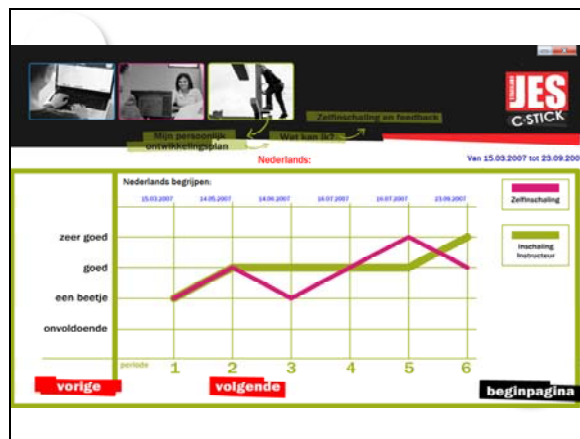 JES
C-STICK
Zelfinschaling en feedback
Mijn persoonlijk
ontwikkelingsplan
Wat kan ik?
Nederlands:
Van 15.03.2007 tot 23.09.200
Nederlands begrijpen:
15.03.2007
14.05.2007
14.06.2007
16.07.2007
16.07.2007
23.09.2007
Zelfinschaling
Inschaling
Instructeur
zeer goed
goed
een beetje
onvoldoende
periode
1
2
3
4
5
6
vorige
volgende
beginpagina